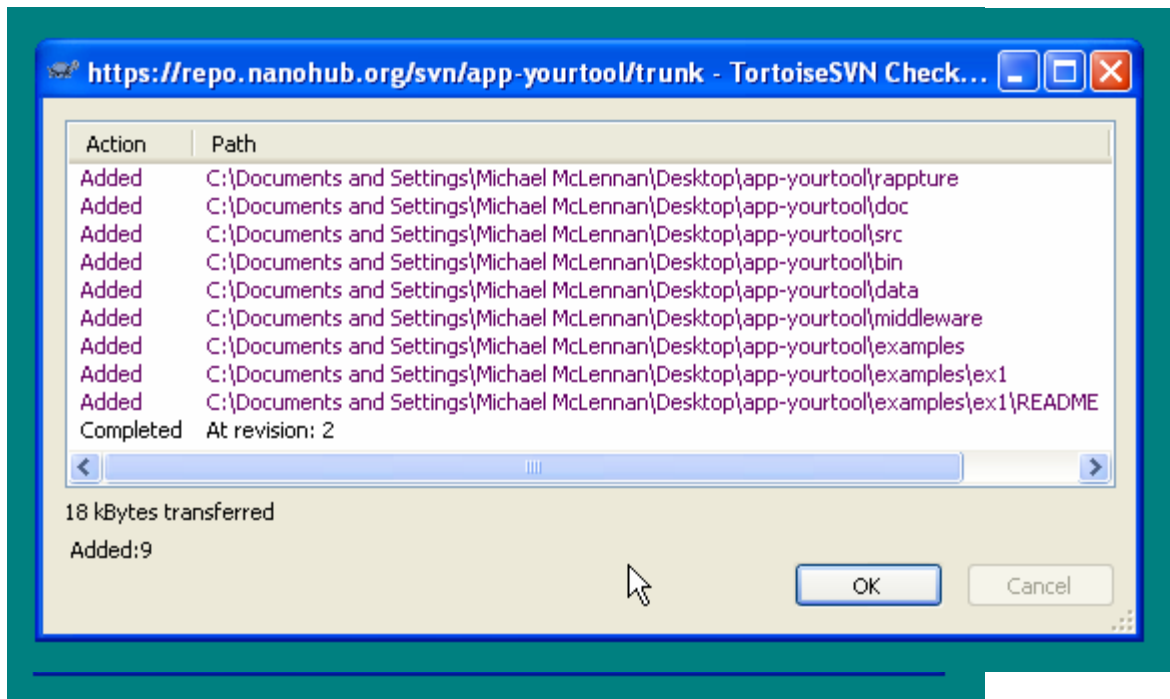 https://repo.nanohub.org/svn/app-yourtool/trunk - TortoiseSVN Check...
Action Path
Added C:\Documents and Settings\Michael McLennan\Desktop\app-yourtool\rappture
Added C:\Documents and Settings\Michael McLennan\Desktop\app-yourtool\doc
Added C:\Documents and Settings\Michael McLennan\Desktop\app-yourtool\src
Added C:\Documents and Settings\Michael McLennan\Desktop\app-yourtool\bin
Added C:\Documents and Settings\Michael McLennan\Desktop\app-yourtool\data
Added C:\Documents and Settings\Michael McLennan\Desktop\app-yourtool\middleware
Added C:\Documents and Settings\Michael McLennan\Desktop\app-yourtool\examples
Added C:\Documents and Settings\Michael McLennan\Desktop\app-yourtool\examples\ex1
Added C:\Documents and Settings\Michael McLennan\Desktop\app-yourtool\examples\ex1\README
Completed At revision: 2
18 kBytes transferred
Added:9
OK Cancel